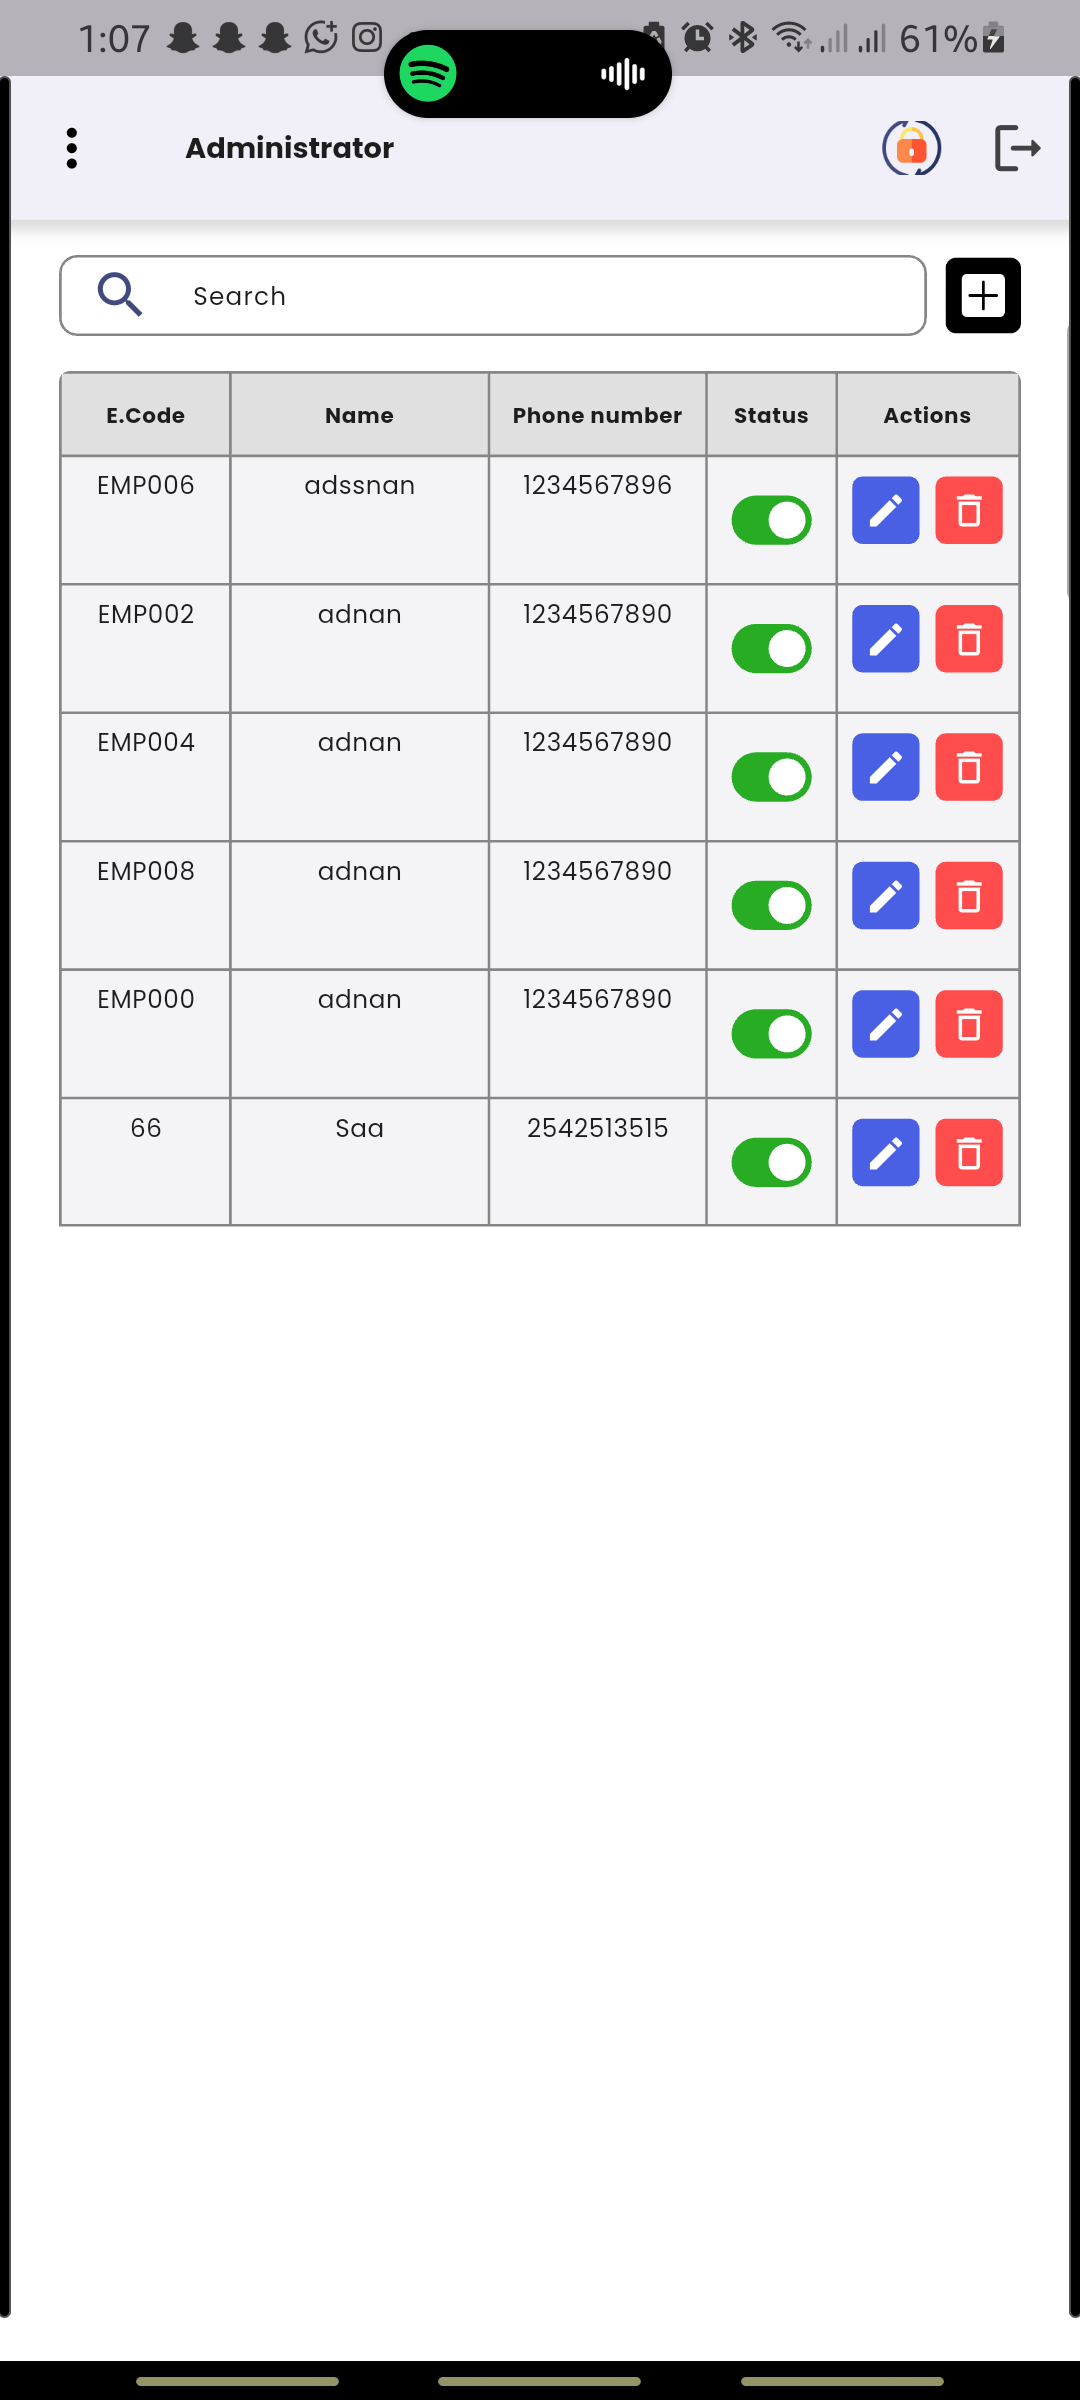 1:07 61%
Administrator
Search
E.Code Name Phone number Status Actions
EMP006 adssnan 1234567896
EMP002 adnan 1234567890
EMP004 adnan 1234567890
EMP008 adnan 1234567890
EMP000 adnan 1234567890
66 Saa 2542513515